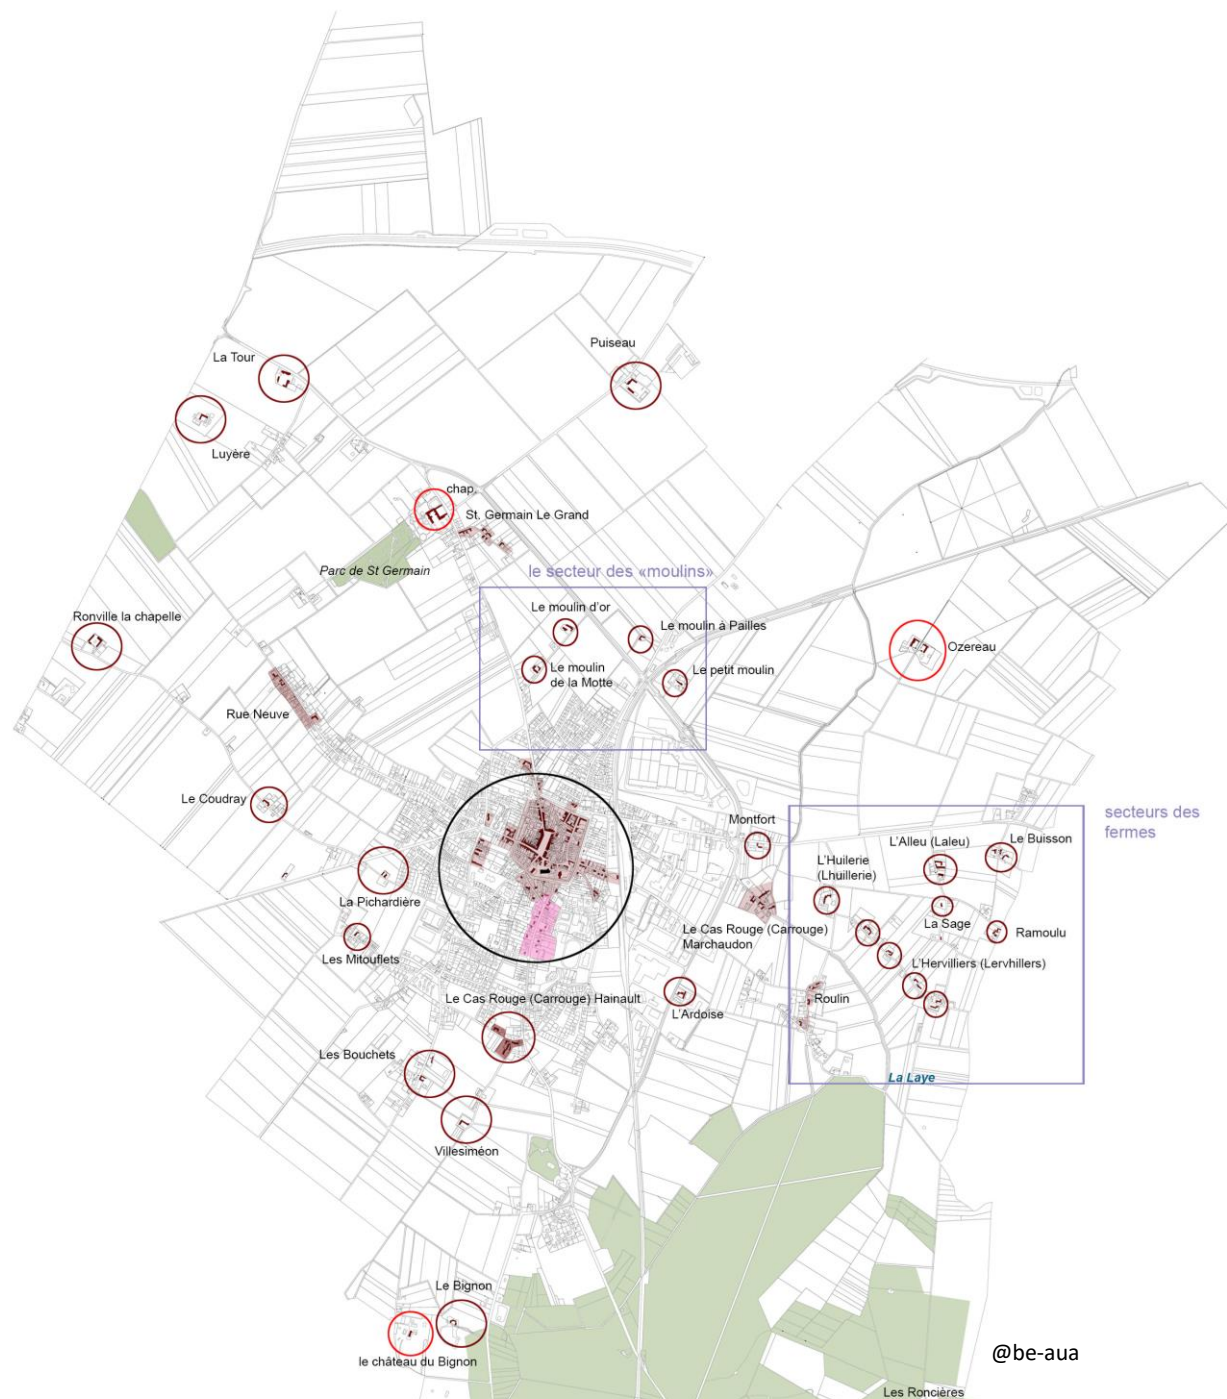 Puiseau
La Tour
Luyère
chap.
St. Germain Le Grand
Parc de St Germain
le secteur des «moulins»
Le moulin d'or
Ronville la chapelle
Le moulin à Pailles
Ozereau
Le moulin
de la Motte
Le petit moulin
Rue Neuve
Le Coudray
secteurs des
fermes
Montfort
L'Alleu (Laleu)
Le Buisson
L'Huilerie
(Lhuillerie)
La Pichardière
La Sage
Le Cas Rouge (Carrouge)
Marchaudon
Ramoulu
Les Mitouflets
L'Hervilliers (Lervhillers)
Le Cas Rouge (Carrouge) Hainault
Roulin
L'Ardoise
Les Bouchets
La Laye
Villesiméon
Le Bignon
le château du Bignon
@be-aua
Les Roncières